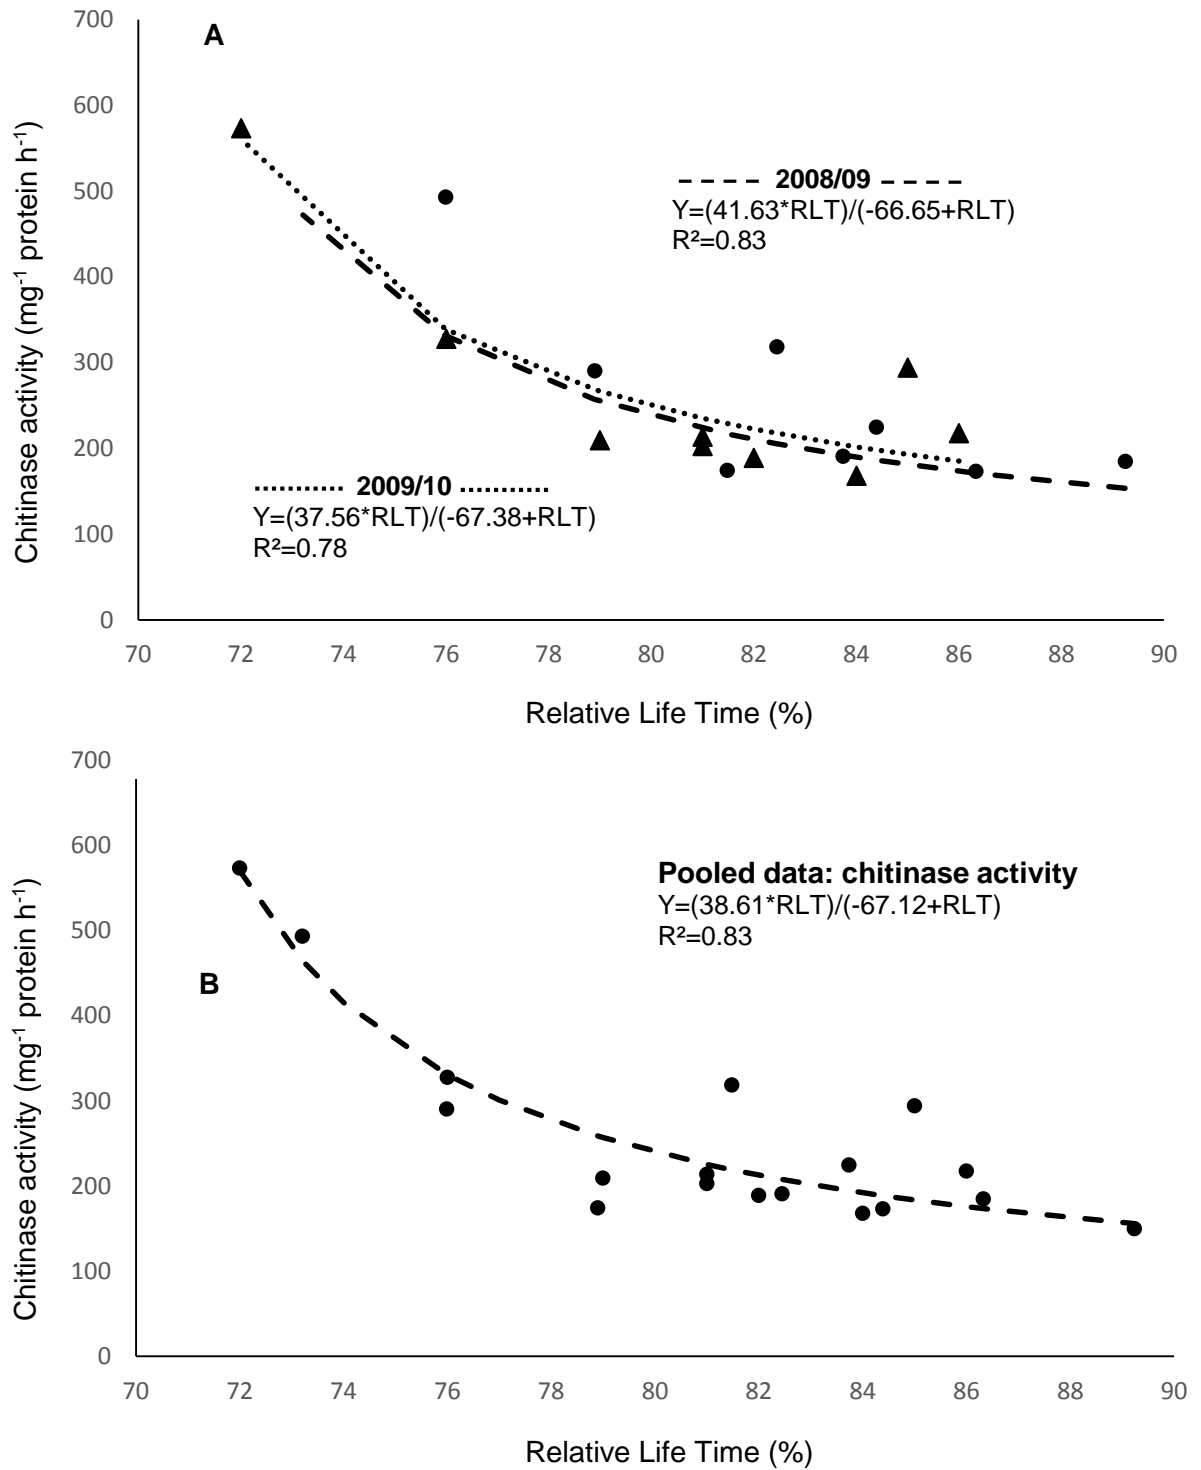 A
700
600
500
400
300
200
100
0
Chitinase activity (mg⁻¹ protein h⁻¹)
2008/09
Y=(41.63*RLT)/(-66.65+RLT)
R²=0.83
2009/10
Y=(37.56*RLT)/(-67.38+RLT)
R²=0.78
70 72 74 76 78 80 82 84 86 88 90
Relative Life Time (%)
700
600
500
400
300
200
100
0
Chitinase activity (mg⁻¹ protein h⁻¹)
Pooled data: chitinase activity
Y=(38.61*RLT)/(-67.12+RLT)
R²=0.83
B
70 72 74 76 78 80 82 84 86 88 90
Relative Life Time (%)